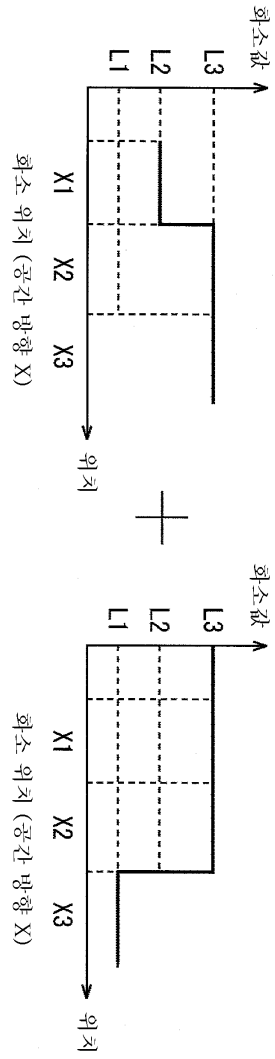 화소값
L3
L2
L1
X1 X2 X3
위치
화소 위치 (공간 방향 X)
+
화소값
L3
L2
L1
X1 X2 X3
위치
화소 위치 (공간 방향 X)